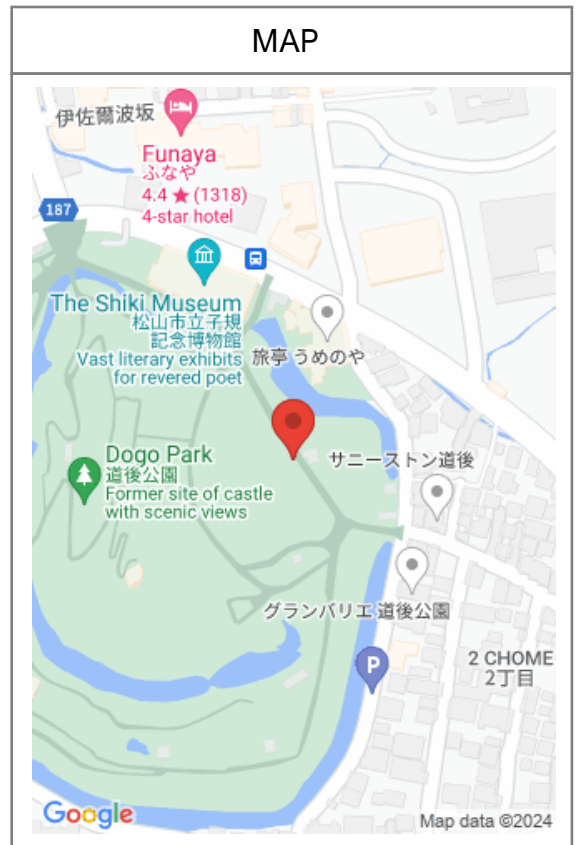 MAP
伊佐爾波坂
Funaya
ふなや
4.4 ★ (1318)
4-star hotel
187
The Shiki Museum
松山市立子規
記念博物館
Vast literary exhibits
for revered poet
旅亭 うめのや
Dogo Park
道後公園
Former site of castle
with scenic views
サニーストン道後
グランバリエ 道後公園
P
2 CHOME
2丁目
Google
Map data ©2024